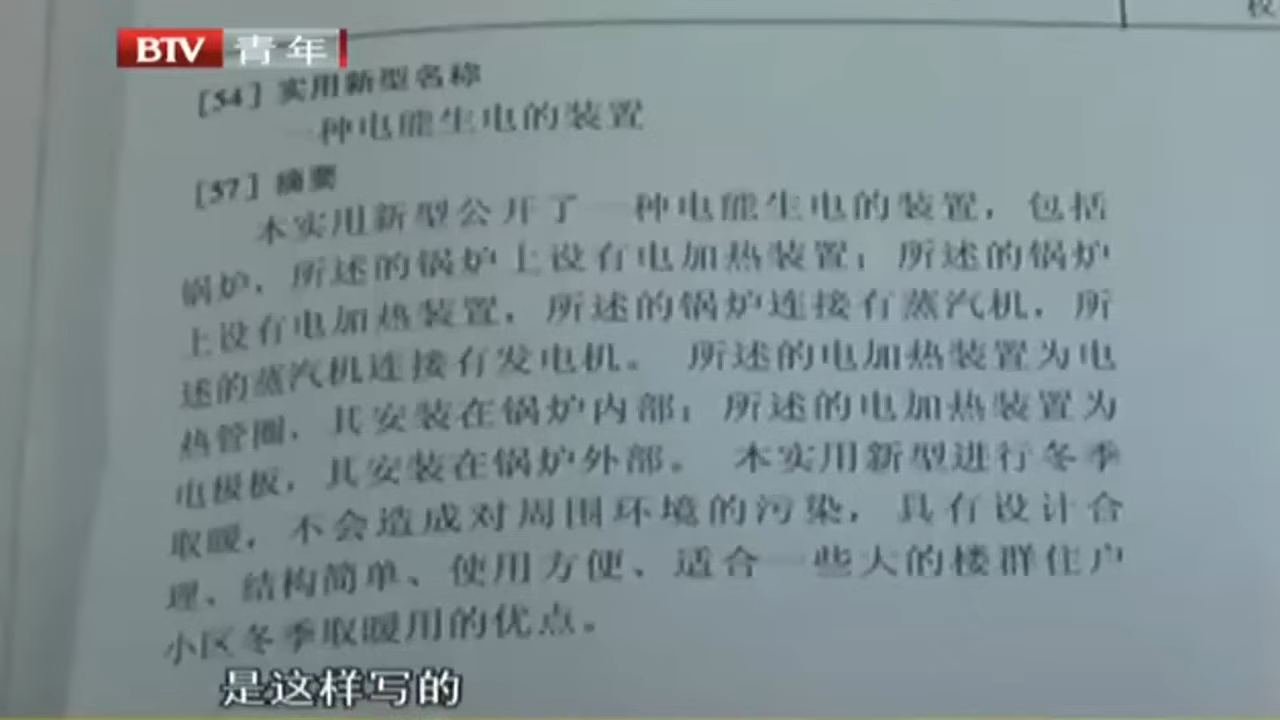 BTV 青年
[54] 实用新型名称
一种电能生电的装置
[57] 摘要
本实用新型公开了一种电能生电的装置，包括
锅炉，所述的锅炉上设有电加热装置；所述的锅炉
上设有电加热装置，所述的锅炉连接有蒸汽机，所
述的蒸汽机连接有发电机。 所述的电加热装置为电
热管圈，其安装在锅炉内部；所述的电加热装置为
电极板，其安装在锅炉外部。 本实用新型进行冬季
取暖，不会造成对周围环境的污染，具有设计合
理、结构简单、使用方便、适合一些大的楼群住户
小区冬季取暖用的优点。
是这样写的